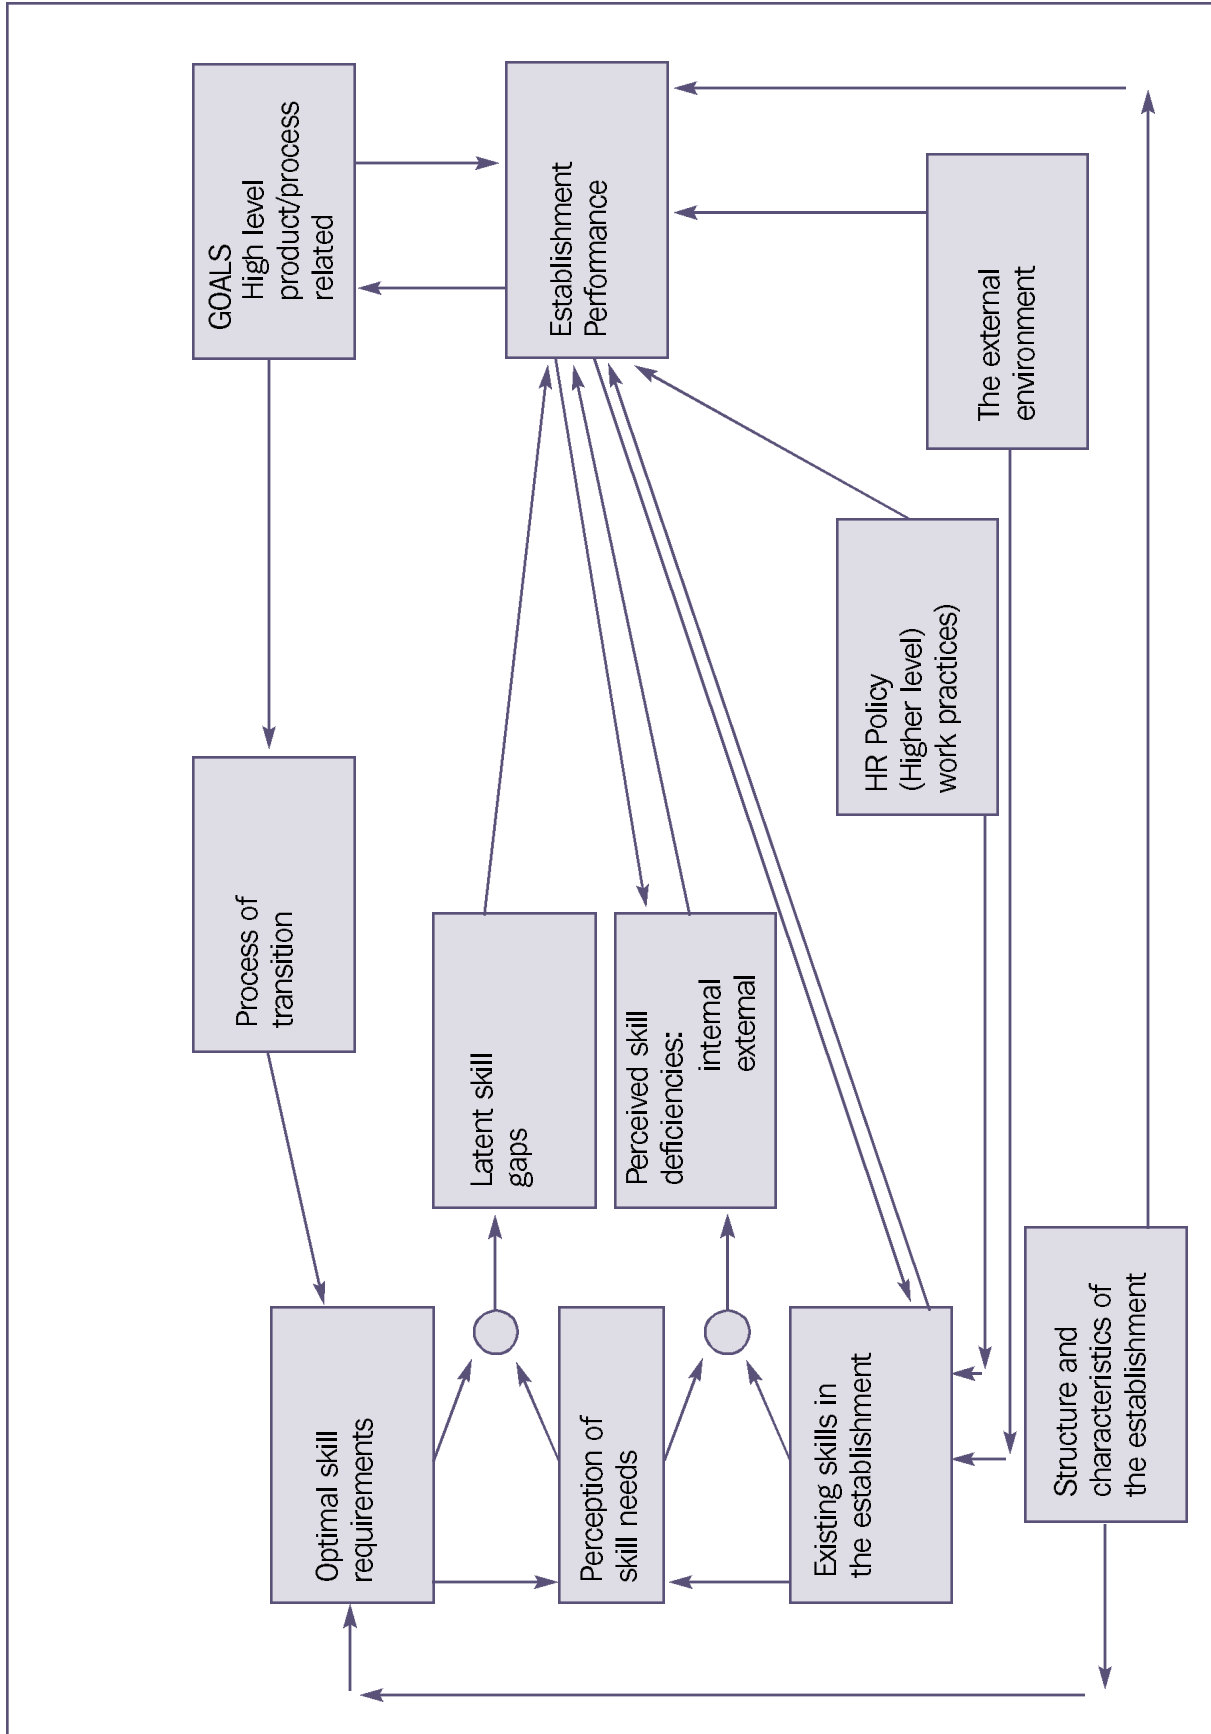 GOALS
High level
product/process
related
Establishment
Performance
The external
environment
Process of
transition
HR Policy
(Higher level)
work practices)
Latent skill
gaps
Perceived skill
deficiencies:
internal
external
Optimal skill
requirements
Perception of
skill needs
Existing skills in
the establishment
Structure and
characteristics of
the establishment